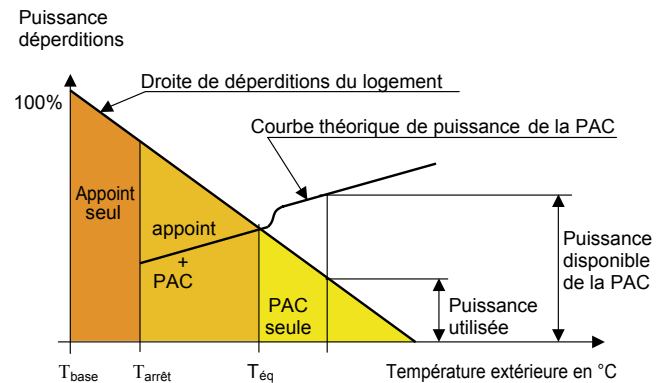 Puissance
déperditions
Droite de déperditions du logement
100%
Courbe théorique de puissance de la PAC
Appoint
seul
appoint
+
PAC
PAC
seule
Puissance
utilisée
Puissance
disponible
de la PAC
Tbase
Tarrêt
Téq
Température extérieure en °C